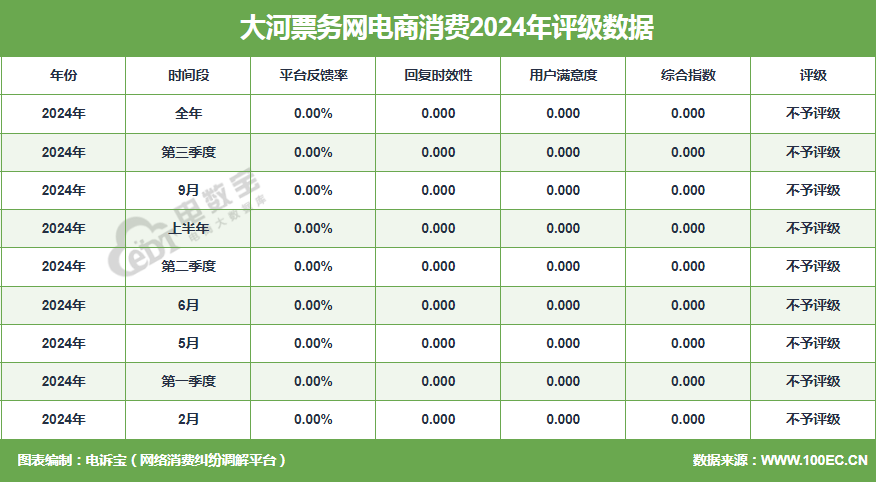 大河票务网电商消费2024年评级数据
年份 时间段 平台反馈率 回复时效性 用户满意度 综合指数 评级
2024年 全年 0.00% 0.000 0.000 0.000 不予评级
2024年 第三季度 0.00% 0.000 0.000 0.000 不予评级
2024年 9月 0.00% 0.000 0.000 0.000 不予评级
2024年 上半年 0.00% 0.000 0.000 0.000 不予评级
2024年 第二季度 0.00% 0.000 0.000 0.000 不予评级
2024年 6月 0.00% 0.000 0.000 0.000 不予评级
2024年 5月 0.00% 0.000 0.000 0.000 不予评级
2024年 第一季度 0.00% 0.000 0.000 0.000 不予评级
2024年 2月 0.00% 0.000 0.000 0.000 不予评级
电数宝
电商大数据库
图表编制：电诉宝（网络消费纠纷调解平台） 数据来源：WWW.100EC.CN